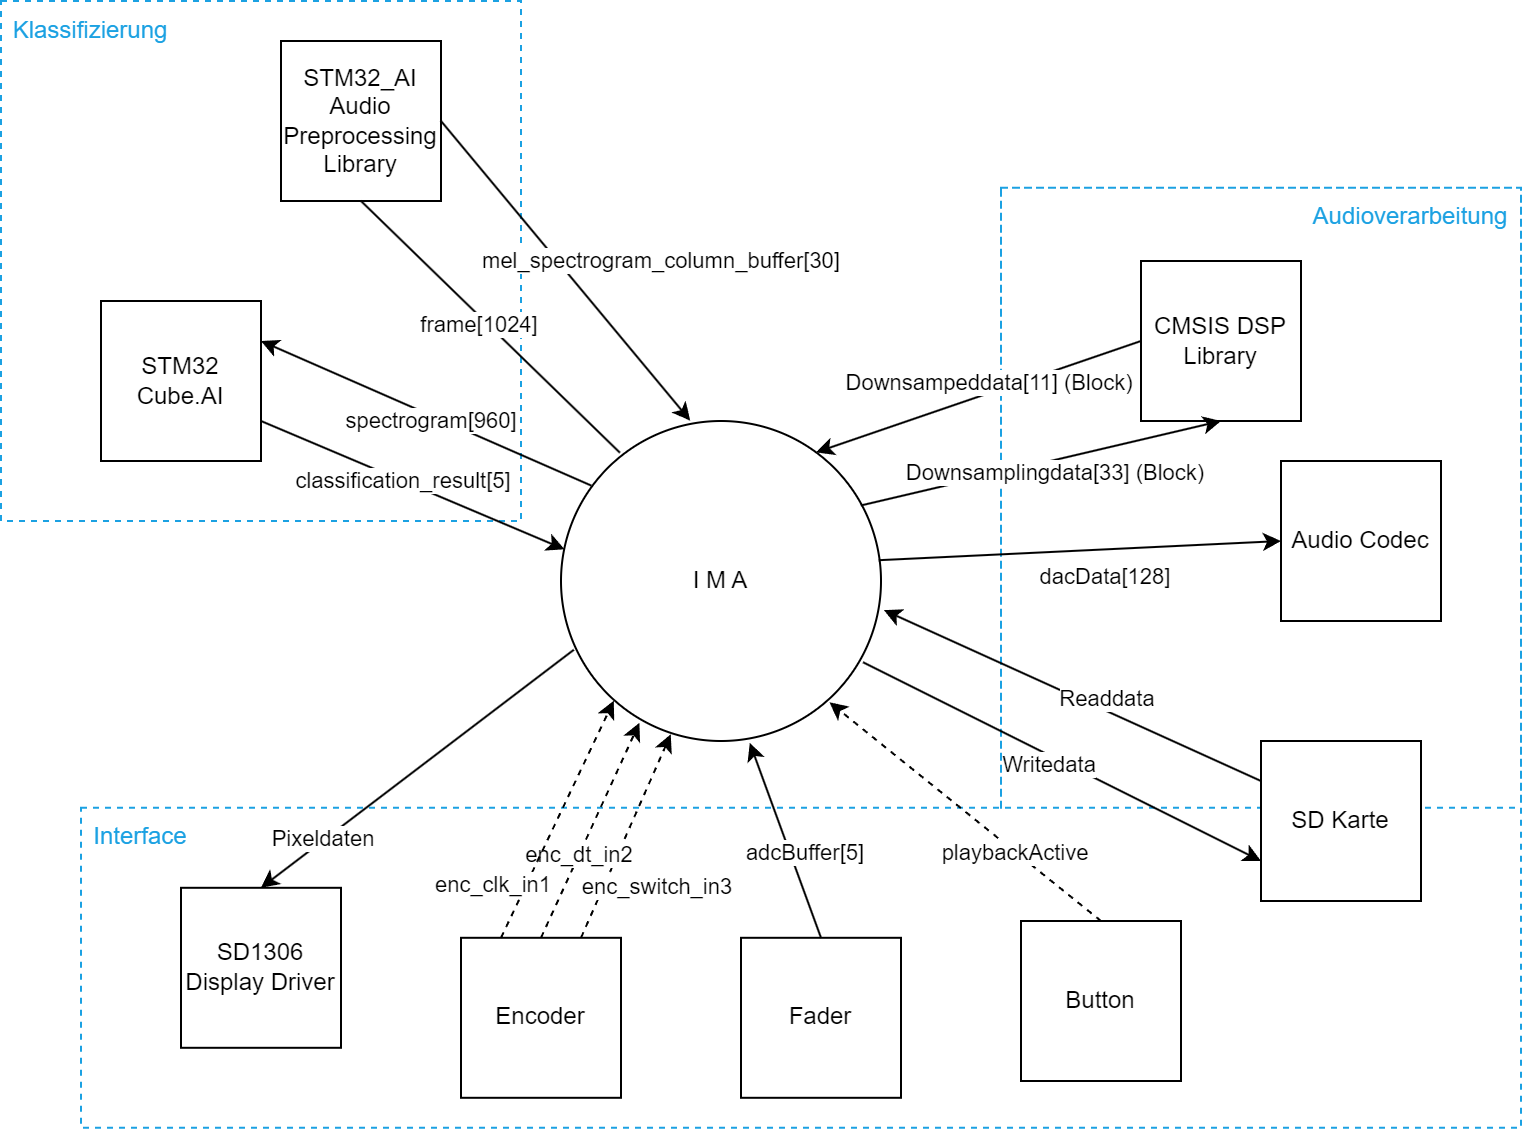 Klassifizierung
STM32_AI
Audio
Preprocessing
Library
Audioverarbeitung
mel_spectrogram_column_buffer[30]
frame[1024]
CMSIS DSP
Library
STM32
Cube.AI
Downsampeddata[11] (Block)
spectrogram[960]
Downsamplingdata[33] (Block)
classification_result[5]
Audio Codec
I M A
dacData[128]
Readdata
Writedata
SD Karte
Interface
Pixeldaten
enc_dt_in2
adcBuffer[5]
playbackActive
enc_clk_in1
enc_switch_in3
SD1306
Display Driver
Encoder
Fader
Button